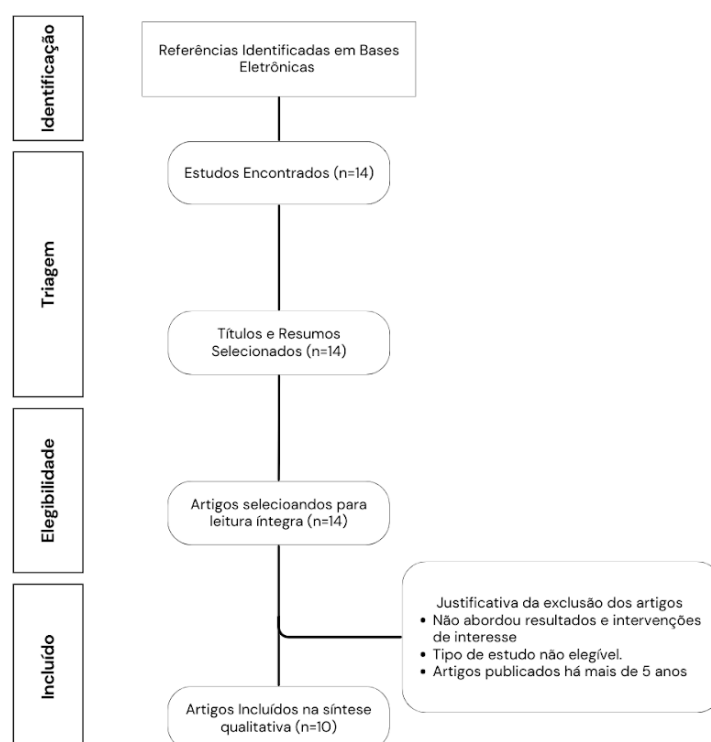 Identificação
Referências Identificadas em Bases
Eletrônicas
Estudos Encontrados (n=14)
Triagem
Títulos e Resumos
Selecionados (n=14)
Elegibilidade
Artigos selecioandos para
leitura íntegra (n=14)
Justificativa da exclusão dos artigos
• Não abordou resultados e intervenções
de interesse
• Tipo de estudo não elegível.
• Artigos publicados há mais de 5 anos
Incluído
Artigos Incluídos na síntese
qualitativa (n=10)